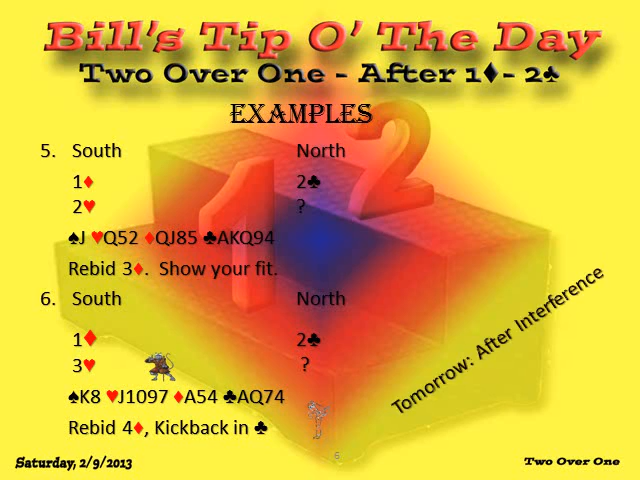 Bill's Tip O' The Day
Two Over One - After 1♦- 2♣
EXAMPLES
5. South North
1♦ 2♣
2♥ ?
♠J ♥Q52 ♦QJ85 ♣AKQ94
Rebid 3♦. Show your fit.
6. South North
1♦ 2♣
3♥ ?
♠K8 ♥J1097 ♦A54 ♣AQ74
Rebid 4♦, Kickback in ♣
Tomorrow: After Interference
1 2
Saturday, 2/9/2013 6 Two Over One